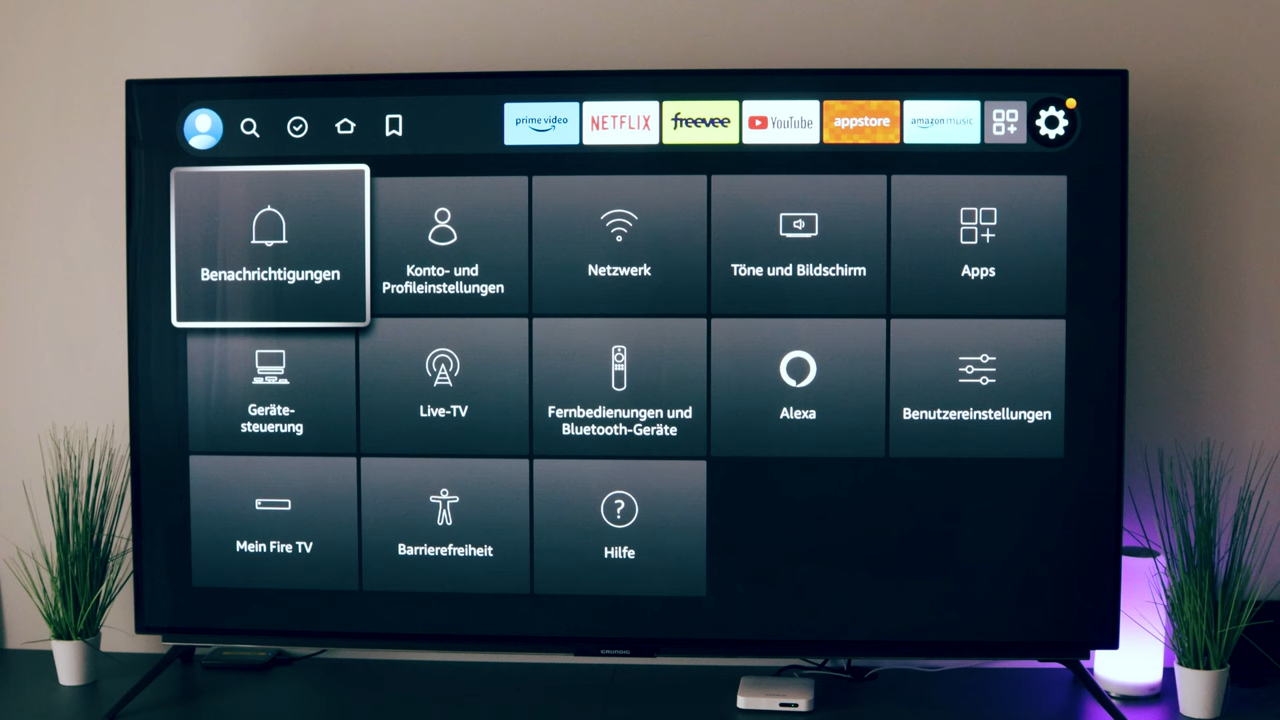 prime video
NETFLIX
freevee
YouTube
appstore
amazon music
Benachrichtigungen
Konto- und
Profileinstellungen
Netzwerk
Töne und Bildschirm
Apps
Geräte-
steuerung
Live-TV
Fernbedienungen und
Bluetooth-Geräte
Alexa
Benutzereinstellungen
Mein Fire TV
Barrierefreiheit
?
Hilfe
GRUNDIG